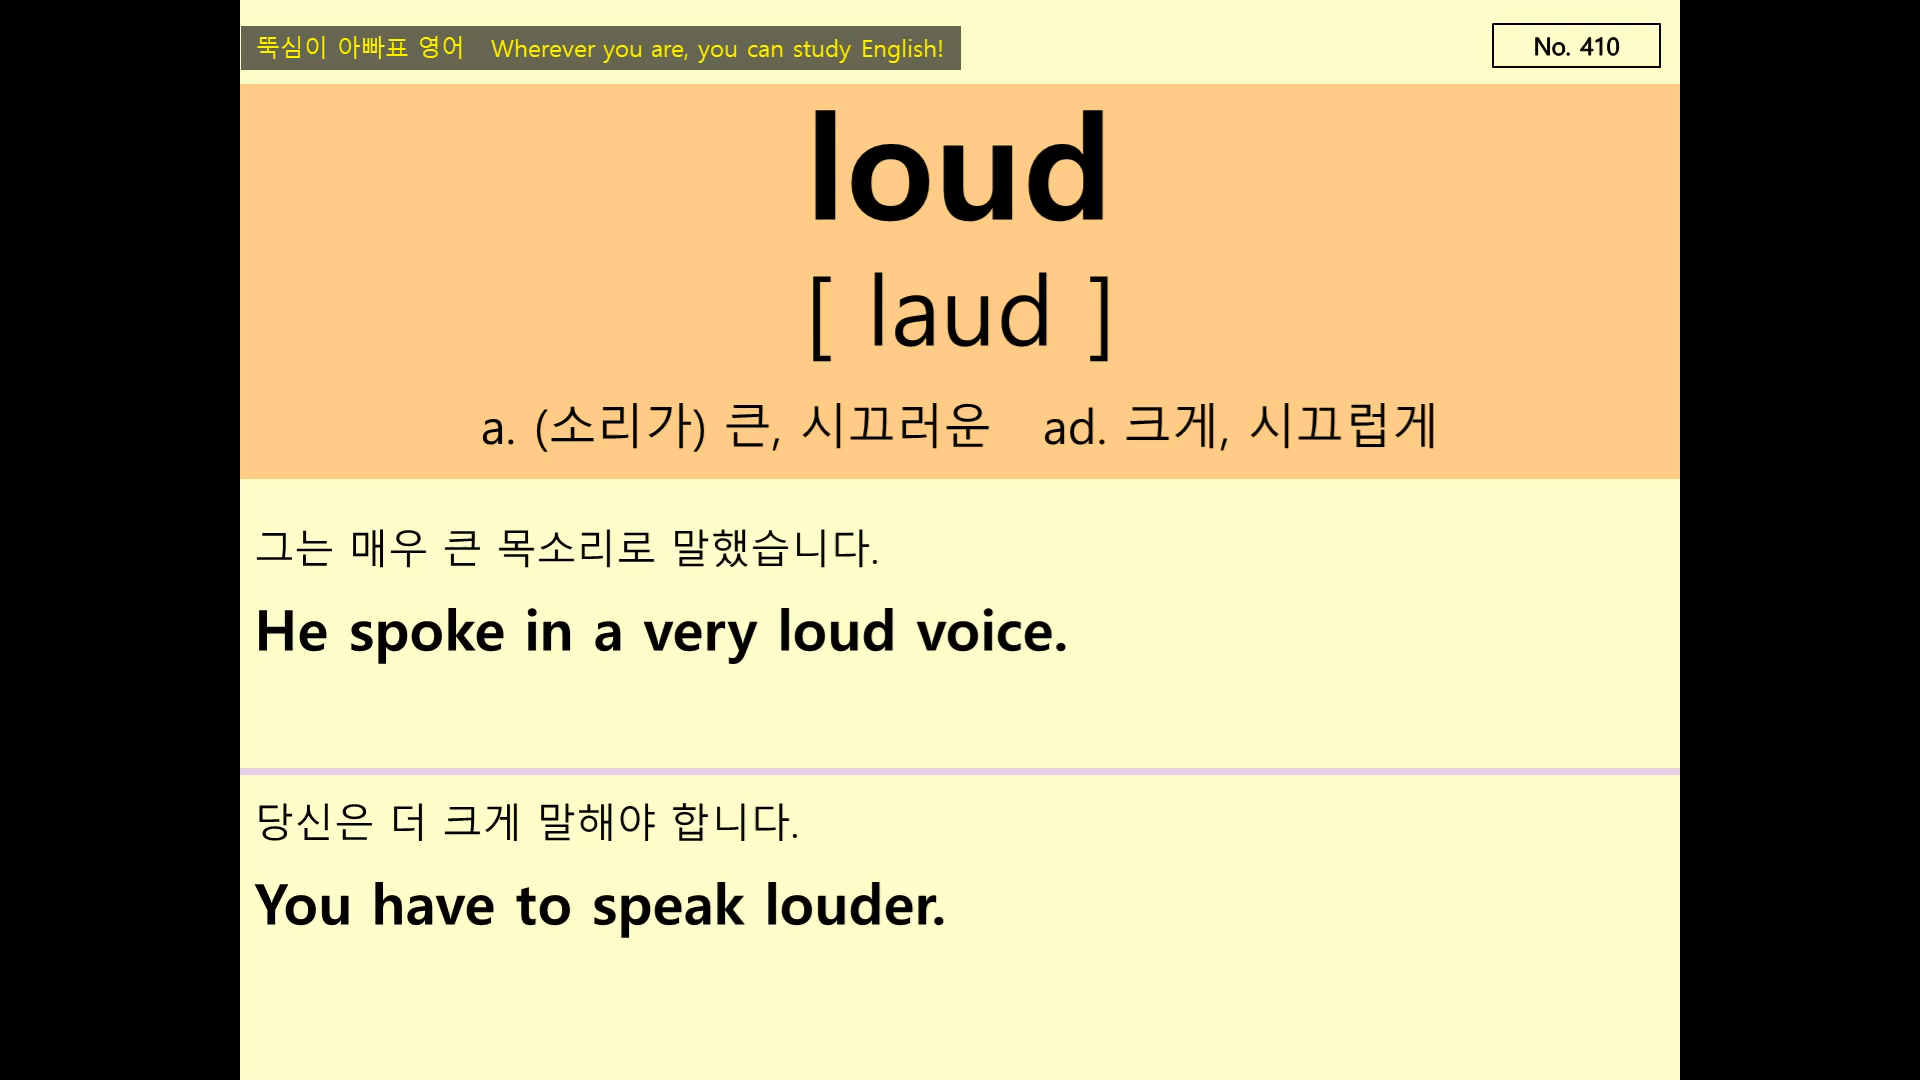 뚝심이 아빠표 영어 Wherever you are, you can study English!
No. 410
loud
[ laud ]
a. (소리가) 큰, 시끄러운 ad. 크게, 시끄럽게
그는 매우 큰 목소리로 말했습니다.
He spoke in a very loud voice.
당신은 더 크게 말해야 합니다.
You have to speak louder.